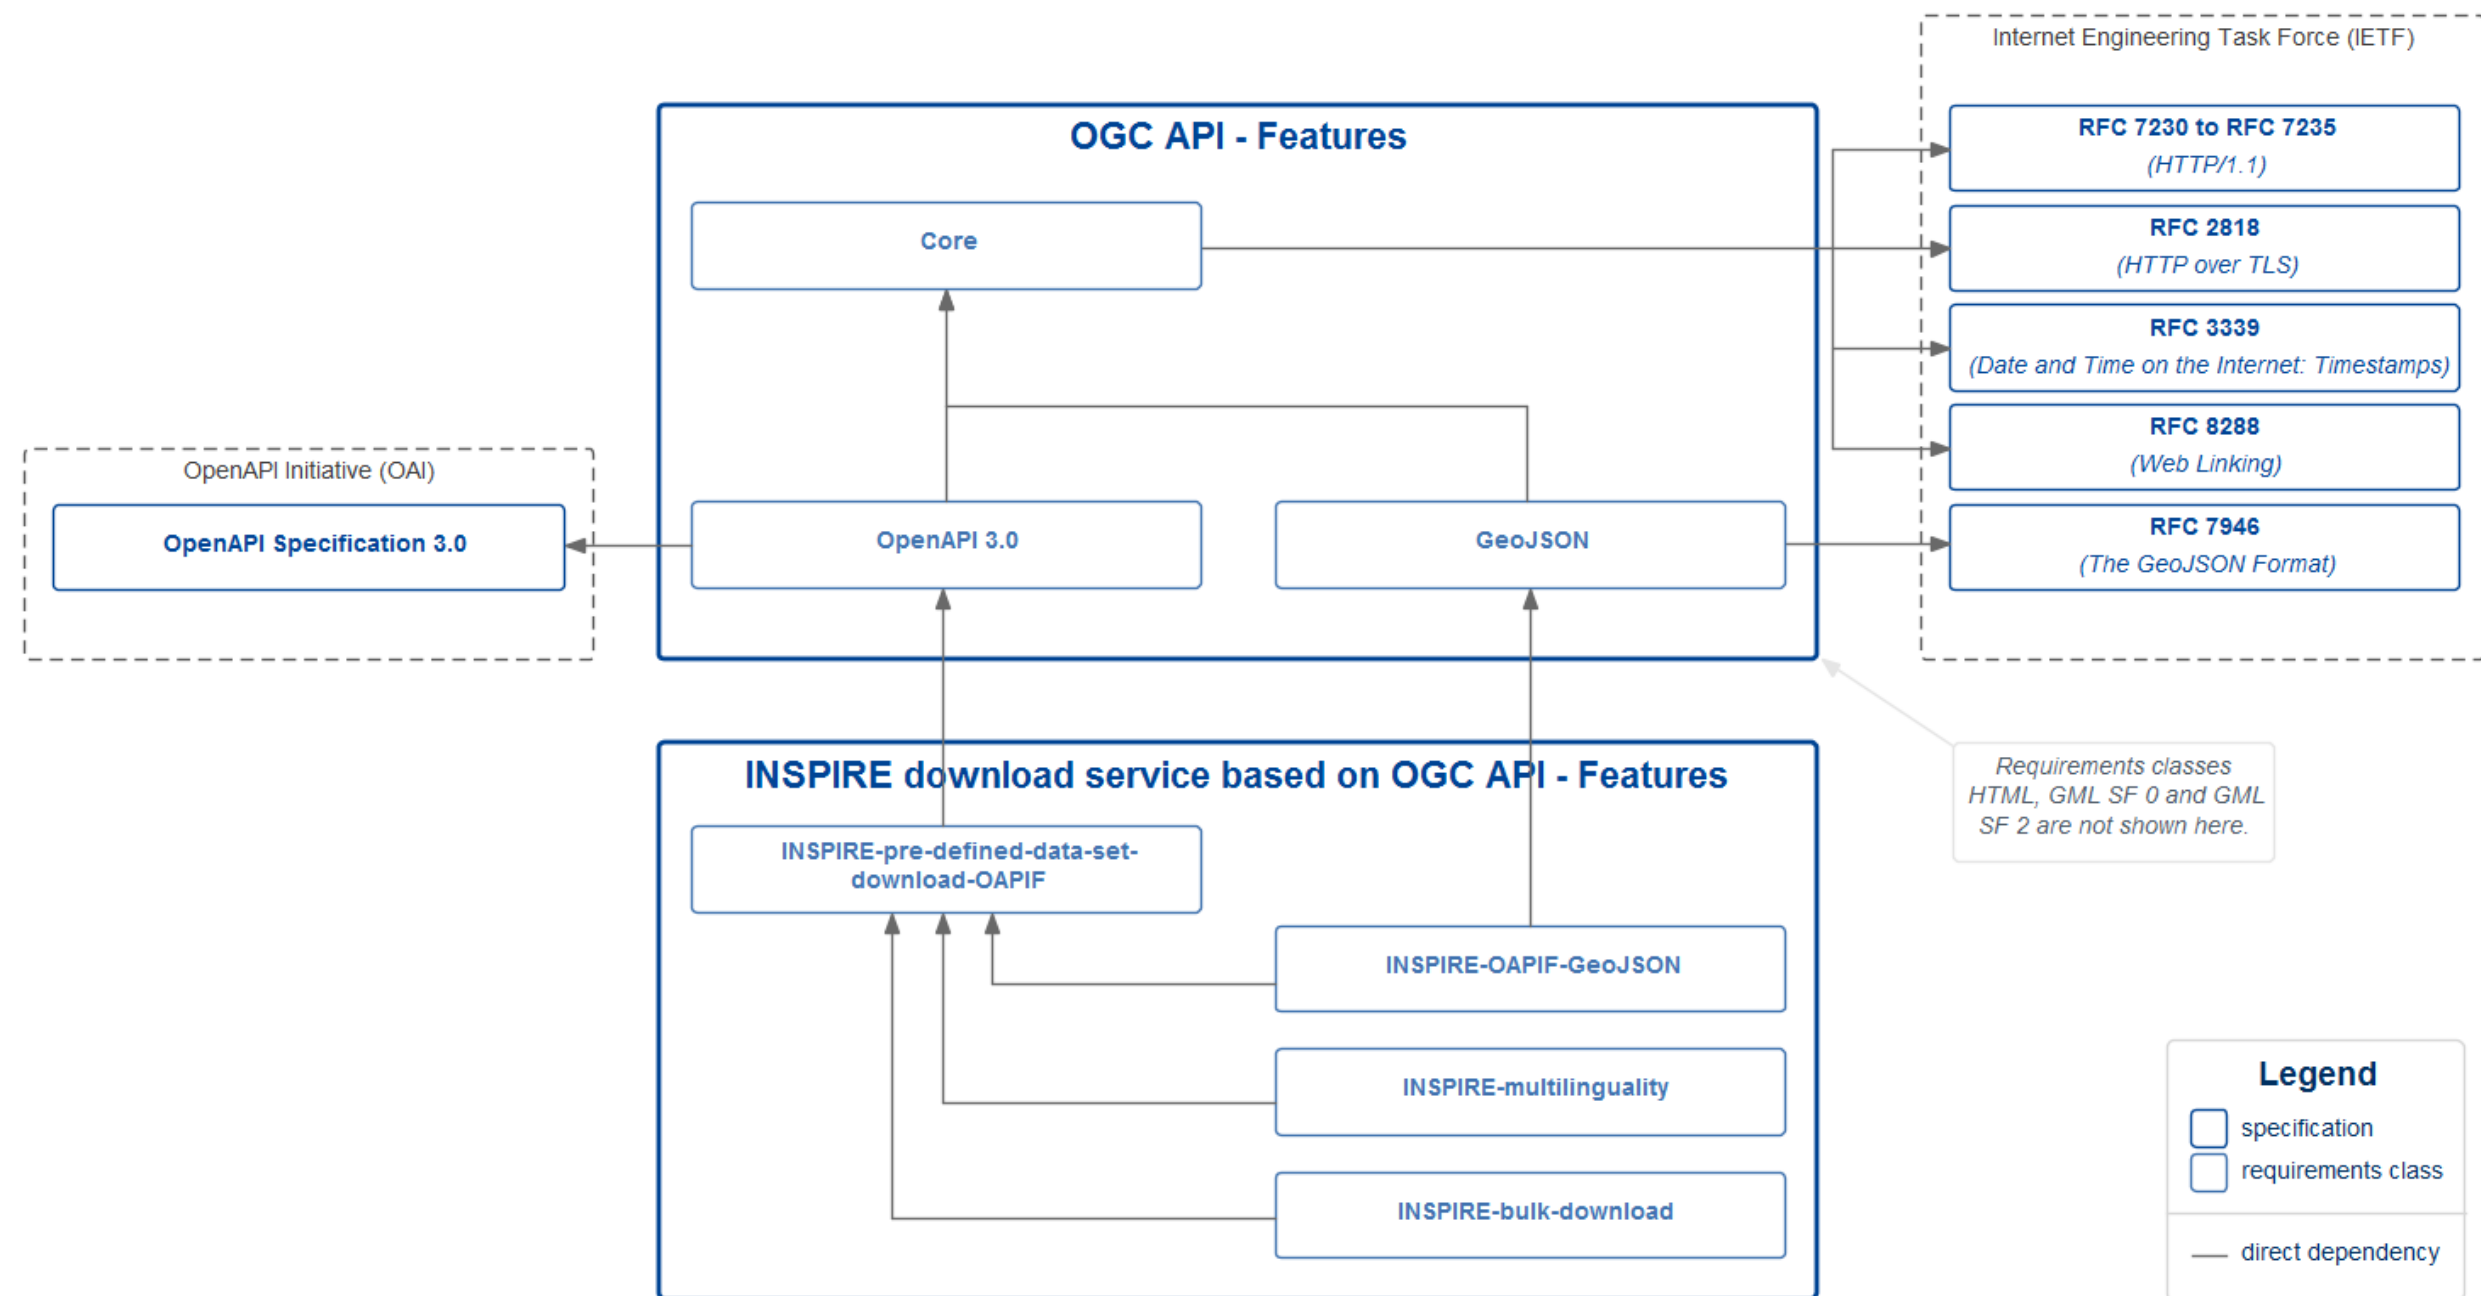 Internet Engineering Task Force (IETF)
RFC 7230 to RFC 7235
(HTTP/1.1)
RFC 2818
(HTTP over TLS)
RFC 3339
(Date and Time on the Internet: Timestamps)
RFC 8288
(Web Linking)
RFC 7946
(The GeoJSON Format)
OGC API - Features
Core
OpenAPI 3.0
GeoJSON
OpenAPI Initiative (OAI)
OpenAPI Specification 3.0
INSPIRE download service based on OGC API - Features
INSPIRE-pre-defined-data-set-
download-OAPIF
INSPIRE-OAPIF-GeoJSON
INSPIRE-multilinguality
INSPIRE-bulk-download
Requirements classes
HTML, GML SF 0 and GML
SF 2 are not shown here.
Legend
specification
requirements class
direct dependency